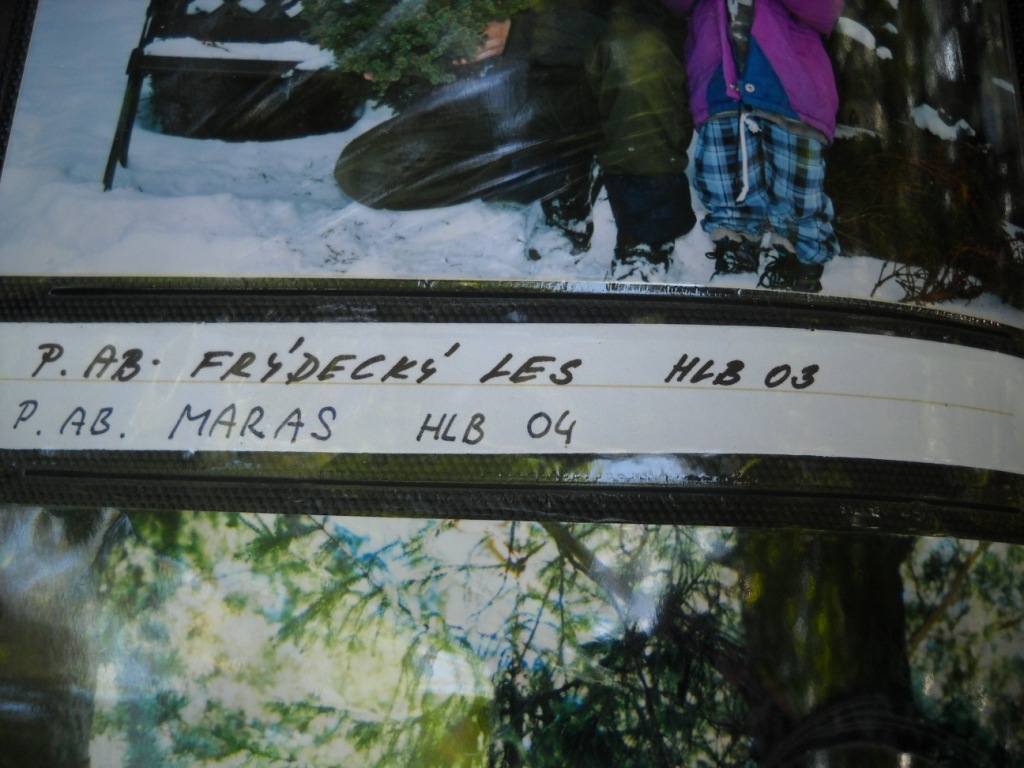 P. AB. FRÝDECKÝ LES HLB 03
P. AB. MARAS HLB 04